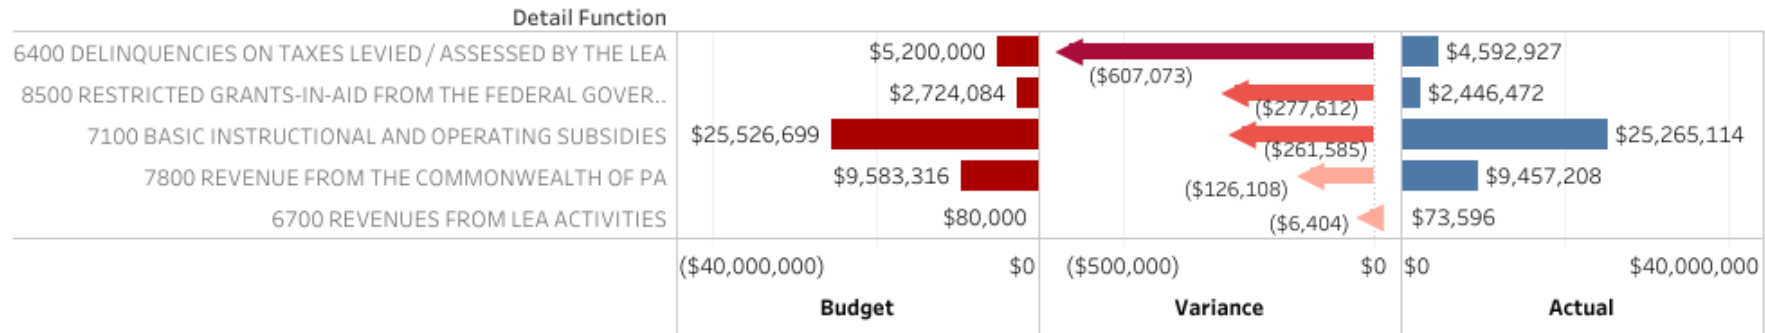 Detail Function
6400 DELINQUENCIES ON TAXES LEVIED / ASSESSED BY THE LEA $5,200,000 ($607,073) $4,592,927
8500 RESTRICTED GRANTS-IN-AID FROM THE FEDERAL GOVER.. $2,724,084 ($277,612) $2,446,472
7100 BASIC INSTRUCTIONAL AND OPERATING SUBSIDIES $25,526,699 ($261,585) $25,265,114
7800 REVENUE FROM THE COMMONWEALTH OF PA $9,583,316 ($126,108) $9,457,208
6700 REVENUES FROM LEA ACTIVITIES $80,000 ($6,404) $73,596
($40,000,000) $0 ($500,000) $0 $0 $40,000,000
Budget Variance Actual